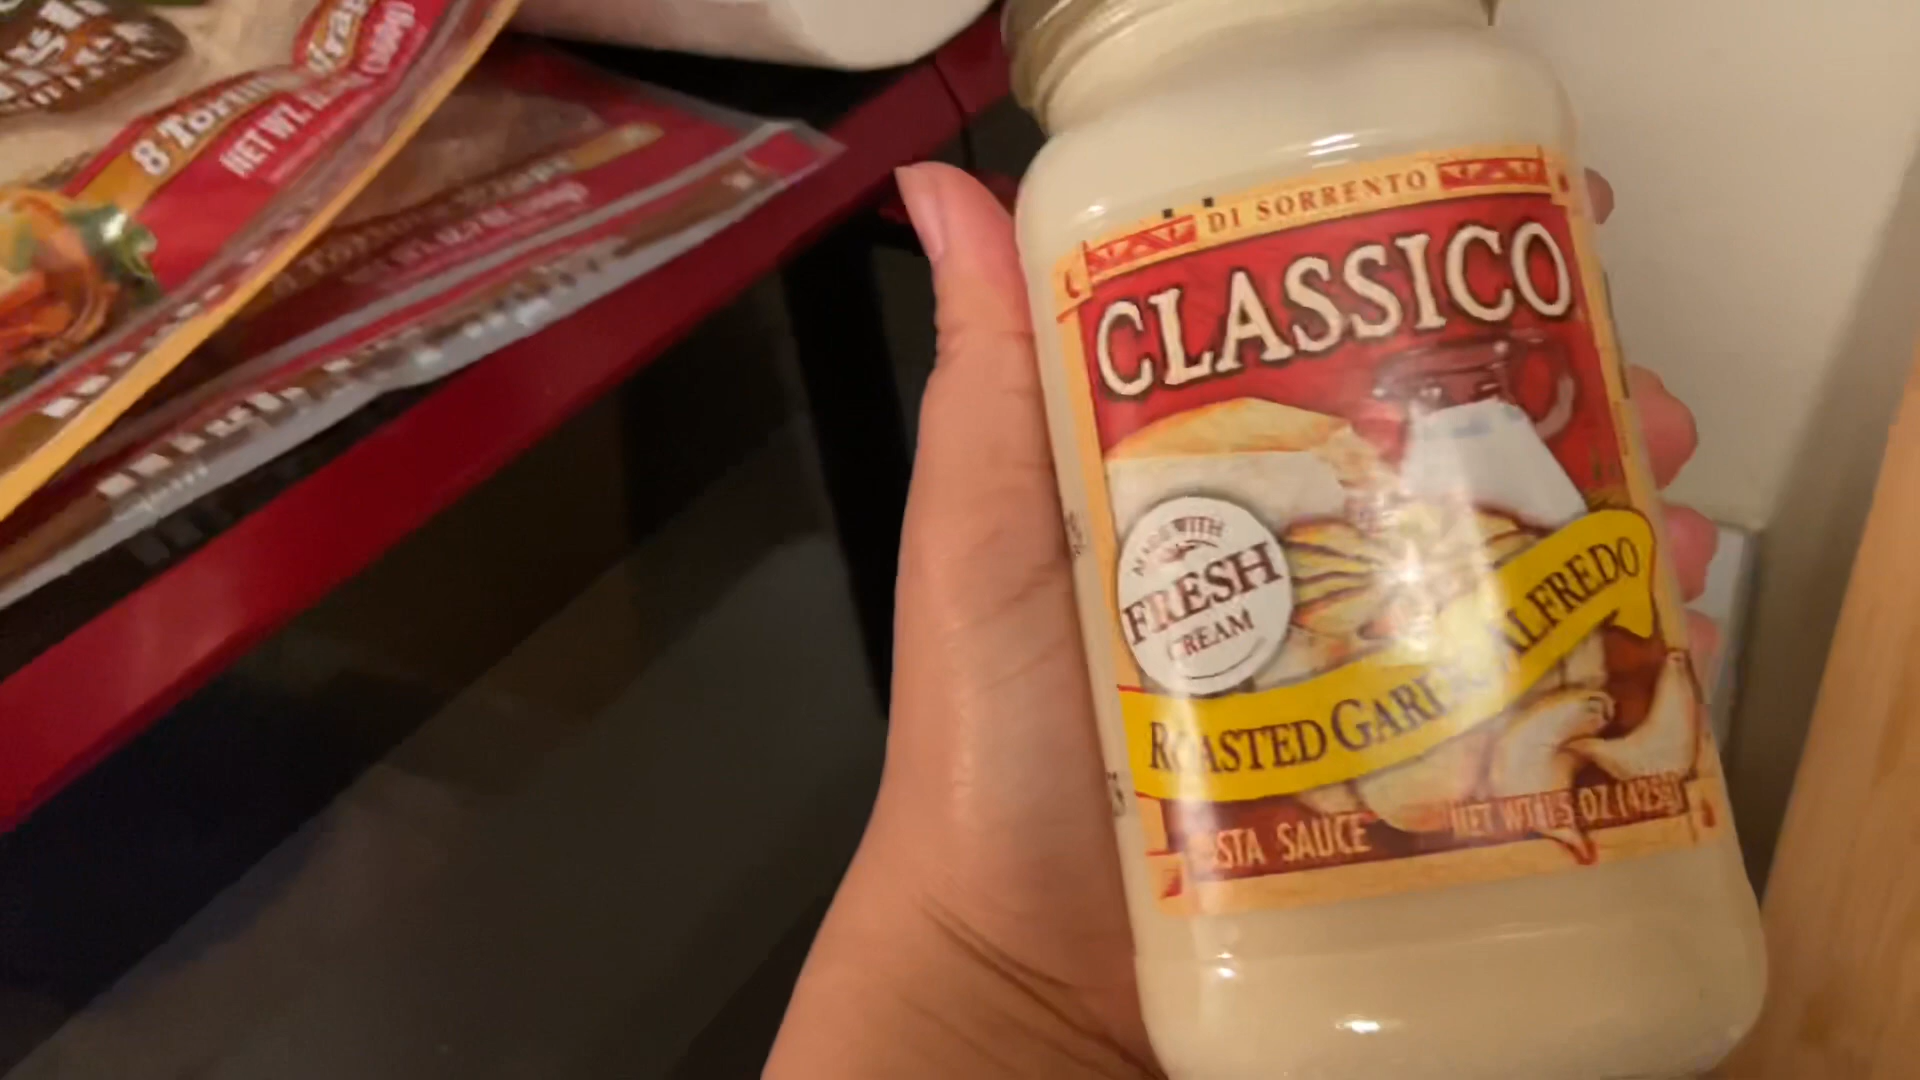 8 Tortilla Wraps
NET WT.
DI SORRENTO
CLASSICO
MADE WITH
FRESH
CREAM
ROASTED GARLIC ALFREDO
PASTA SAUCE
NET WT 15 OZ (425g)